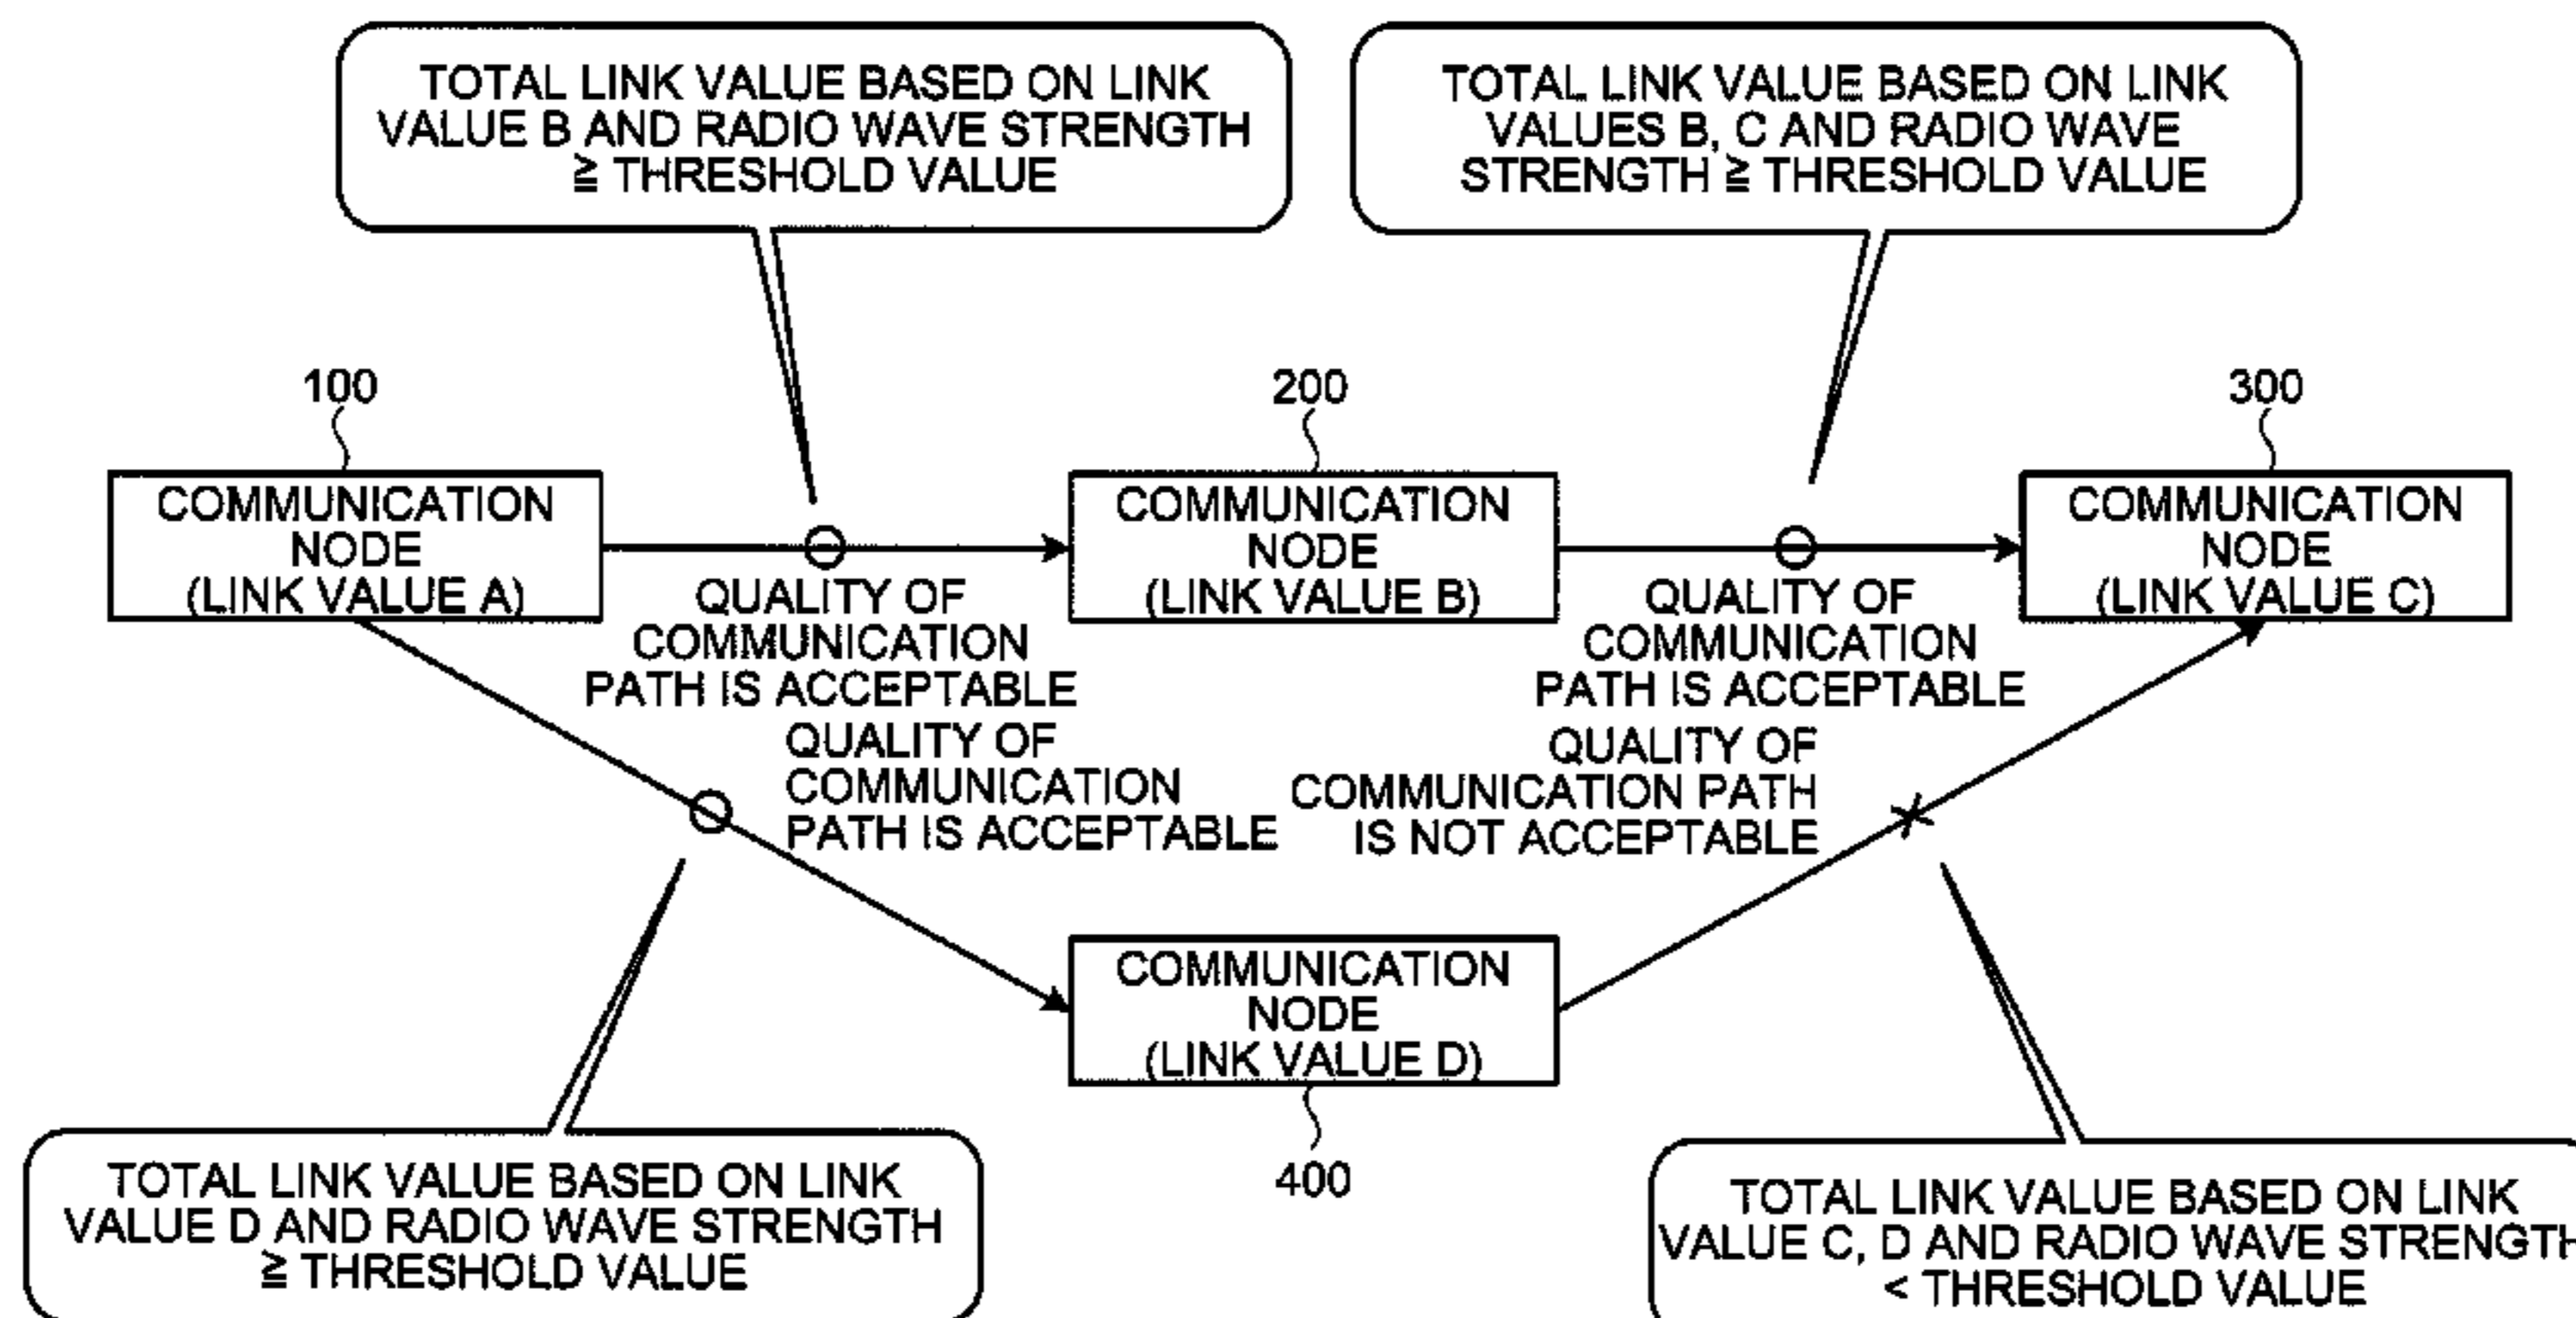 TOTAL LINK VALUE BASED ON LINK
VALUE B AND RADIO WAVE STRENGTH
≧ THRESHOLD VALUE
TOTAL LINK VALUE BASED ON LINK
VALUES B, C AND RADIO WAVE
STRENGTH ≧ THRESHOLD VALUE
100
200
300
COMMUNICATION
NODE
(LINK VALUE A)
COMMUNICATION
NODE
(LINK VALUE B)
COMMUNICATION
NODE
(LINK VALUE C)
QUALITY OF
COMMUNICATION
PATH IS ACCEPTABLE
QUALITY OF
COMMUNICATION
PATH IS ACCEPTABLE
QUALITY OF
COMMUNICATION
PATH IS ACCEPTABLE
QUALITY OF
COMMUNICATION PATH
IS NOT ACCEPTABLE
COMMUNICATION
NODE
(LINK VALUE D)
400
TOTAL LINK VALUE BASED ON LINK
VALUE D AND RADIO WAVE STRENGTH
≧ THRESHOLD VALUE
TOTAL LINK VALUE BASED ON LINK
VALUE C, D AND RADIO WAVE STRENGTH
< THRESHOLD VALUE